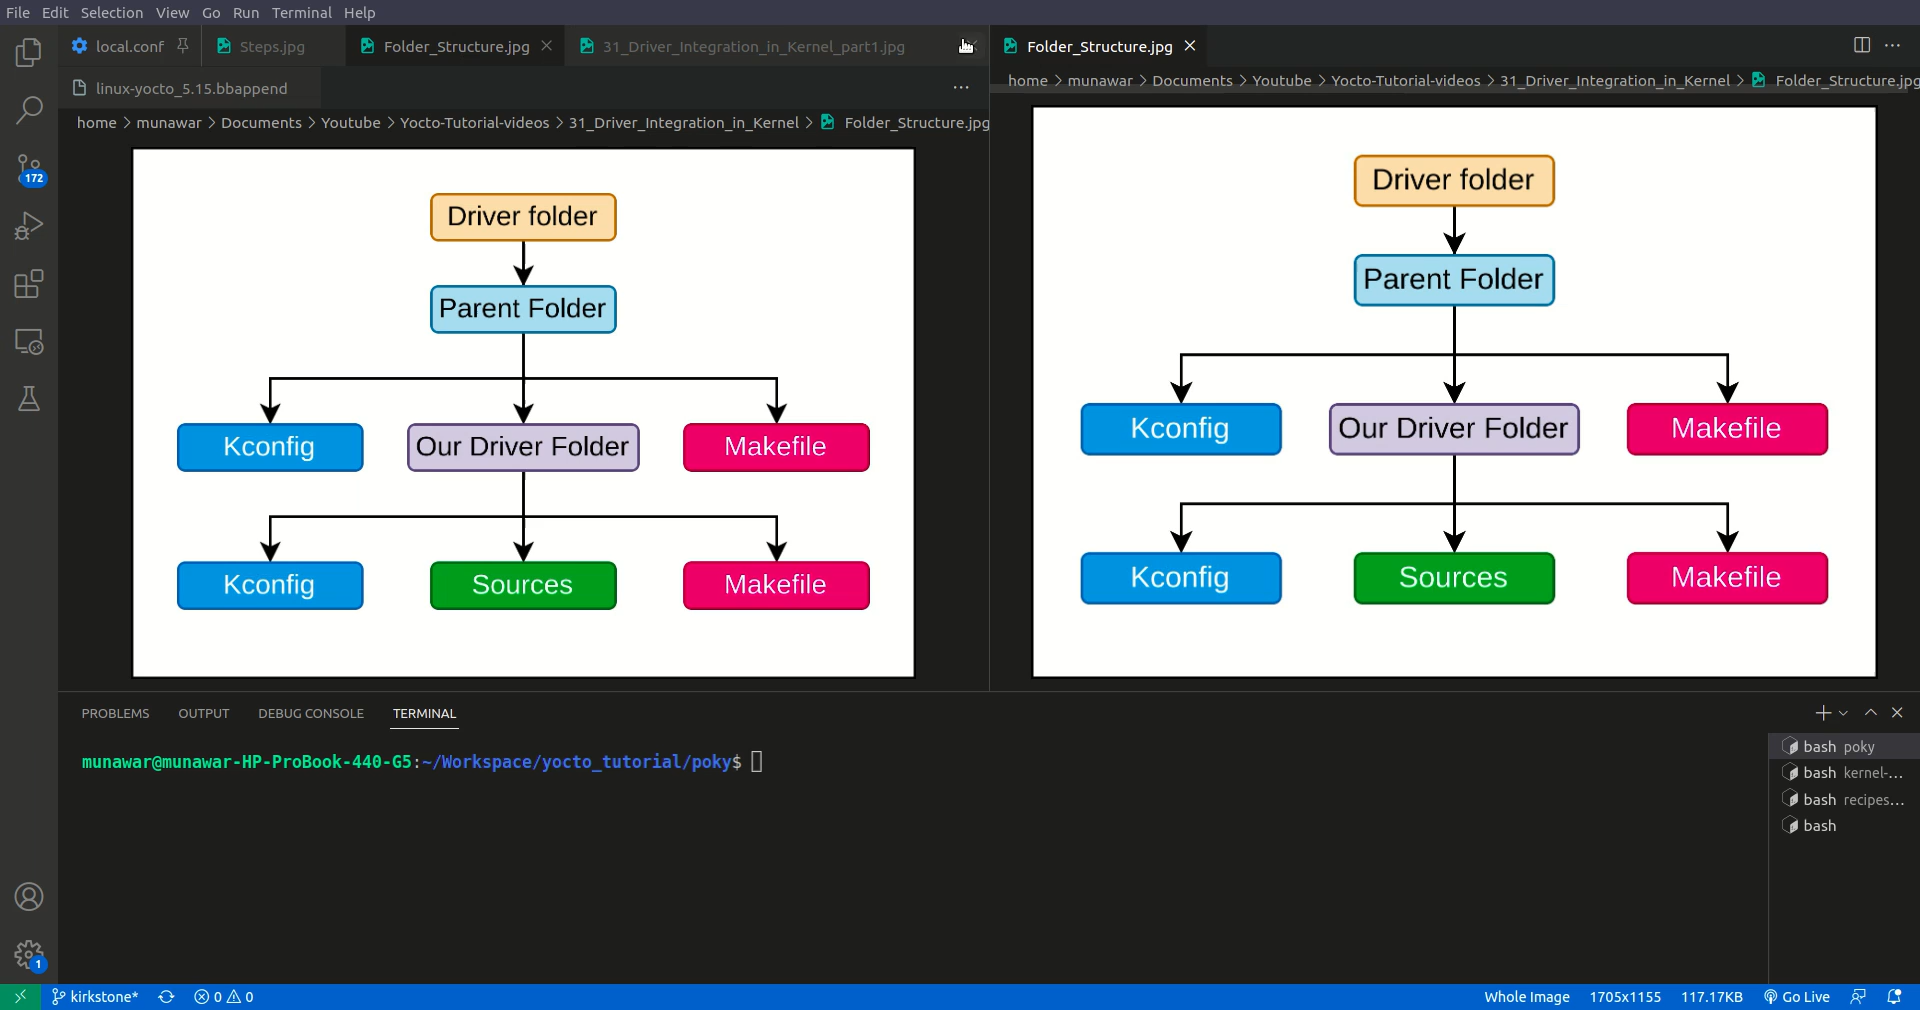 File Edit Selection View Go Run Terminal Help
local.conf Steps.jpg Folder_Structure.jpg 31_Driver_Integration_in_Kernel_part1.jpg
linux-yocto_5.15.bbappend
home > munawar > Documents > Youtube > Yocto-Tutorial-videos > 31_Driver_Integration_in_Kernel > Folder_Structure.jpg
Driver folder
Parent Folder
Kconfig Our Driver Folder Makefile
Kconfig Sources Makefile
Folder_Structure.jpg
home > munawar > Documents > Youtube > Yocto-Tutorial-videos > 31_Driver_Integration_in_Kernel > Folder_Structure.jpg
Driver folder
Parent Folder
Kconfig Our Driver Folder Makefile
Kconfig Sources Makefile
172
PROBLEMS OUTPUT DEBUG CONSOLE TERMINAL
munawar@munawar-HP-ProBook-440-G5:~/Workspace/yocto_tutorial/poky$
bash poky
bash kernel-...
bash recipes...
bash
1
kirkstone* 0 0 Whole Image 1705x1155 117.17KB Go Live